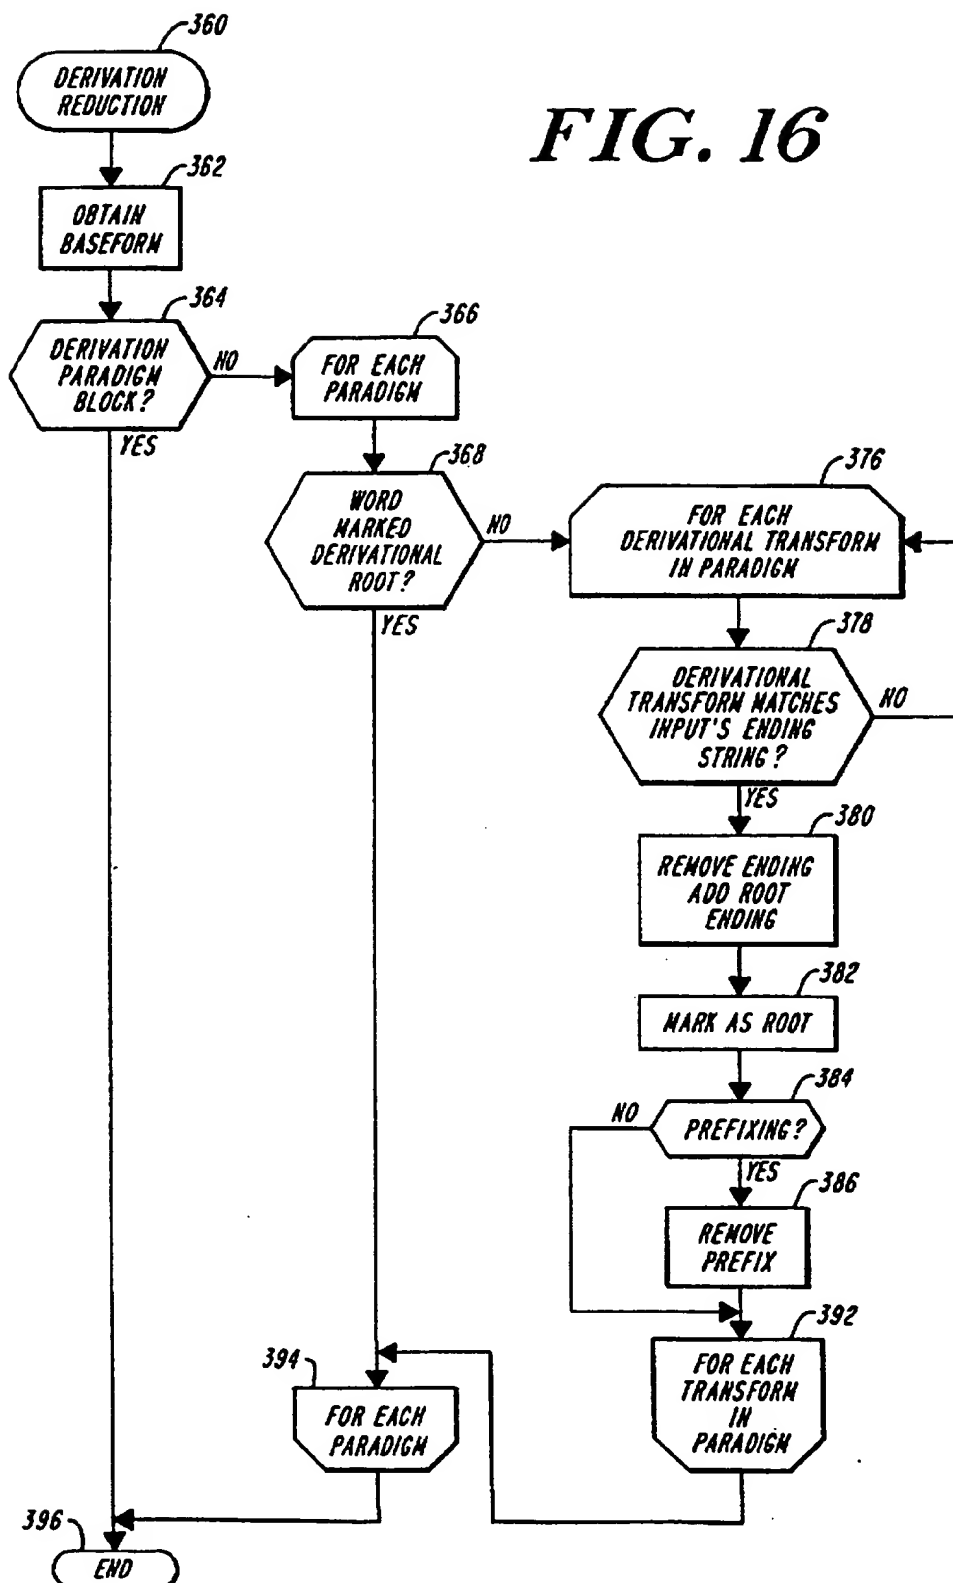 FIG. 16
360
DERIVATION
REDUCTION
362
OBTAIN
BASEFORM
364
DERIVATION
PARADIGM
BLOCK?
NO
YES
366
FOR EACH
PARADIGM
368
WORD
MARKED
DERIVATIONAL
ROOT?
NO
YES
376
FOR EACH
DERIVATIONAL TRANSFORM
IN PARADIGM
378
DERIVATIONAL
TRANSFORM MATCHES
INPUT'S ENDING
STRING?
NO
YES
380
REMOVE ENDING
ADD ROOT
ENDING
382
MARK AS ROOT
384
PREFIXING?
NO
YES
386
REMOVE
PREFIX
392
FOR EACH
TRANSFORM
IN
PARADIGM
394
FOR EACH
PARADIGM
396
END